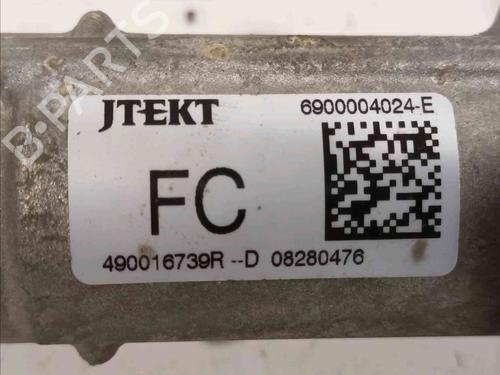 B-PARTS
JTEKT 6900004024-E
FC
490016739R --D 08280476